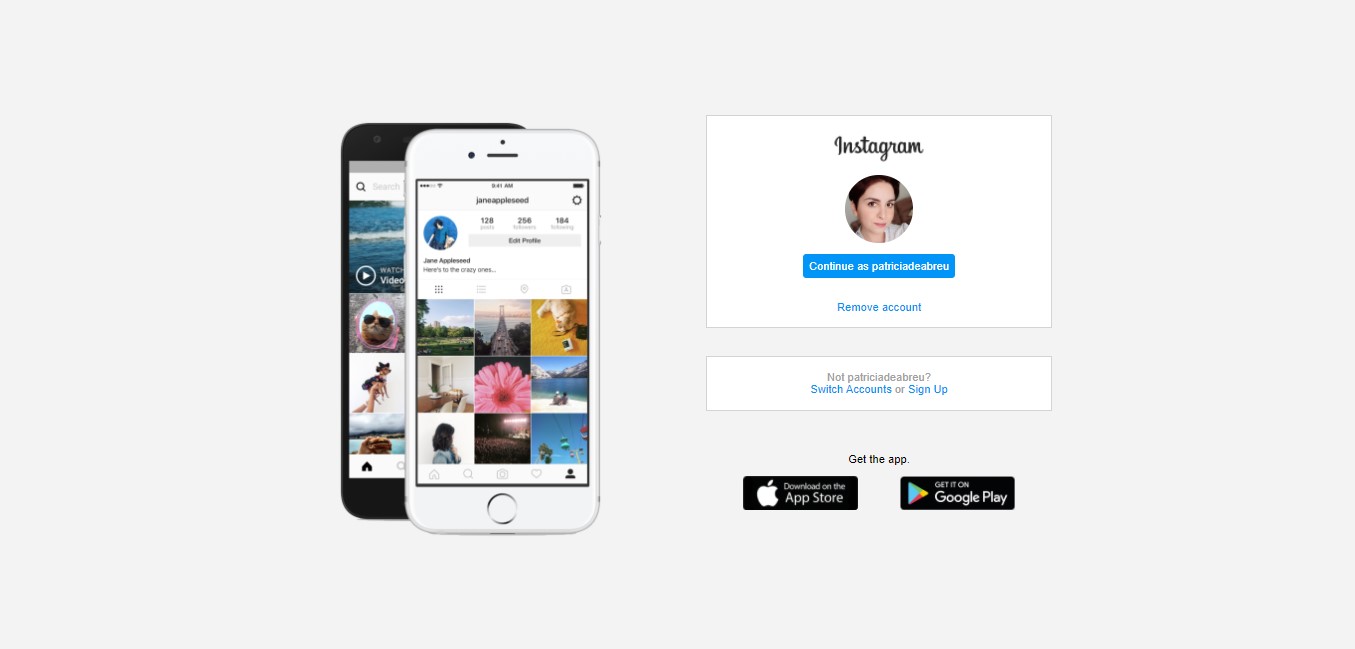 Search
WATCH
Video
9:41 AM
janeappleseed
128
posts
256
followers
184
following
Edit Profile
Jane Appleseed
Here's to the crazy ones...
Instagram
Continue as patriciadeabreu
Remove account
Not patriciadeabreu?
Switch Accounts or Sign Up
Get the app.
Download on the
App Store
GET IT ON
Google Play